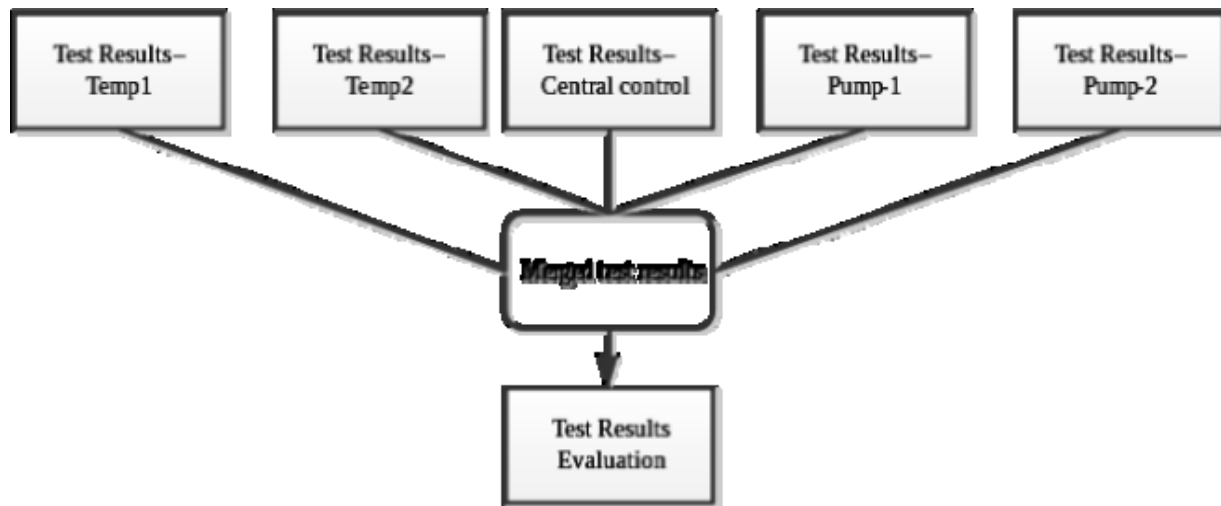 Test Results–
Temp1
Test Results–
Temp2
Test Results–
Central control
Test Results–
Pump-1
Test Results–
Pump-2
Merged test results
Test Results
Evaluation